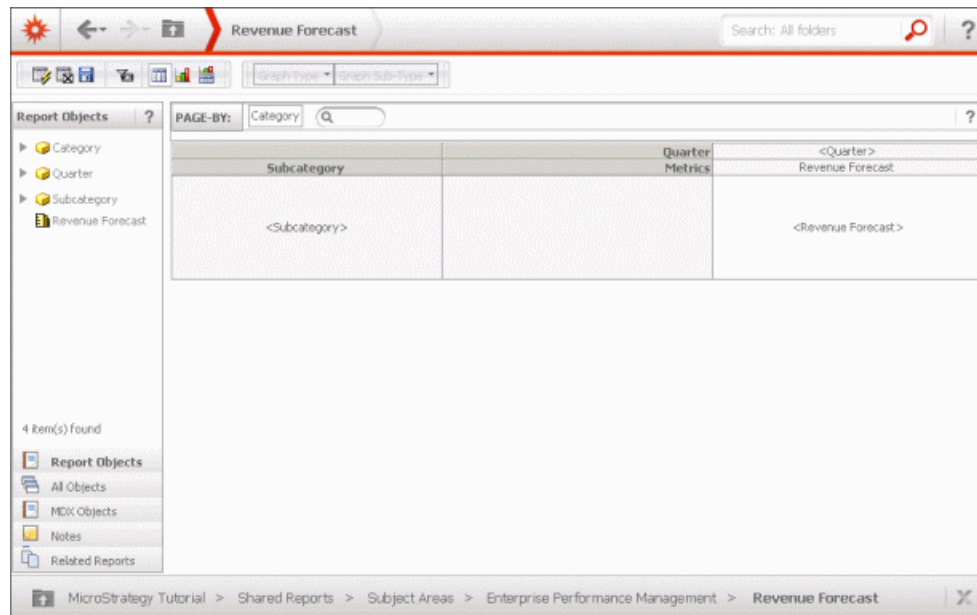 Revenue Forecast
Search: All folders
?
Graph Type Graph Sub-Type
Report Objects ?
PAGE-BY: Category ?
Category
Quarter
Subcategory
Revenue Forecast
Quarter <Quarter>
Subcategory Metrics Revenue Forecast
<Subcategory> <Revenue Forecast>
4 item(s) found
Report Objects
All Objects
MDX Objects
Notes
Related Reports
MicroStrategy Tutorial > Shared Reports > Subject Areas > Enterprise Performance Management > Revenue Forecast